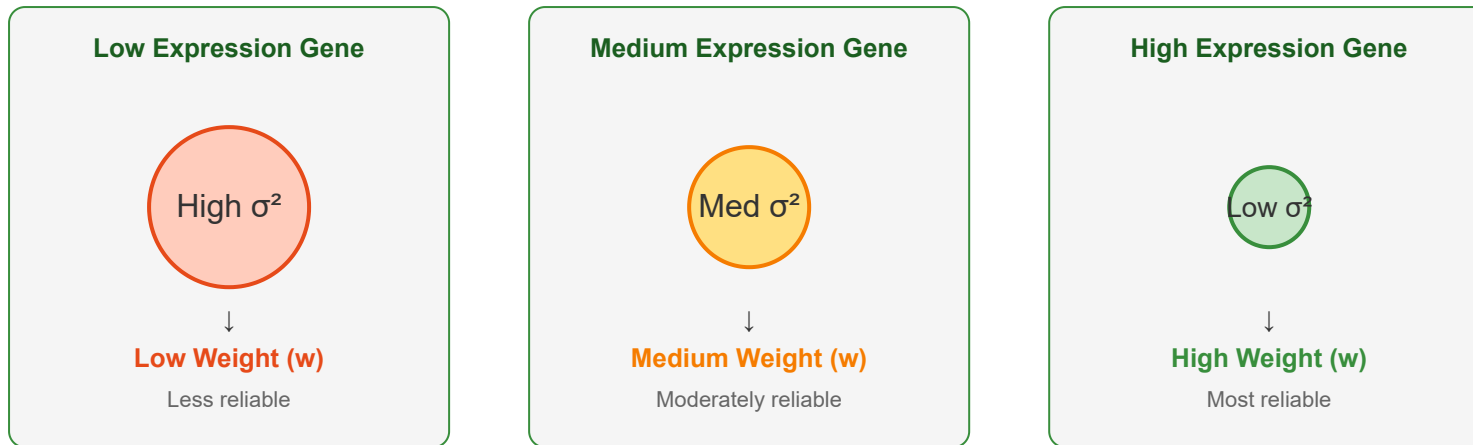 Low Expression Gene
High σ²
↓
Low Weight (w)
Less reliable
Medium Expression Gene
Med σ²
↓
Medium Weight (w)
Moderately reliable
High Expression Gene
Low σ²
↓
High Weight (w)
Most reliable